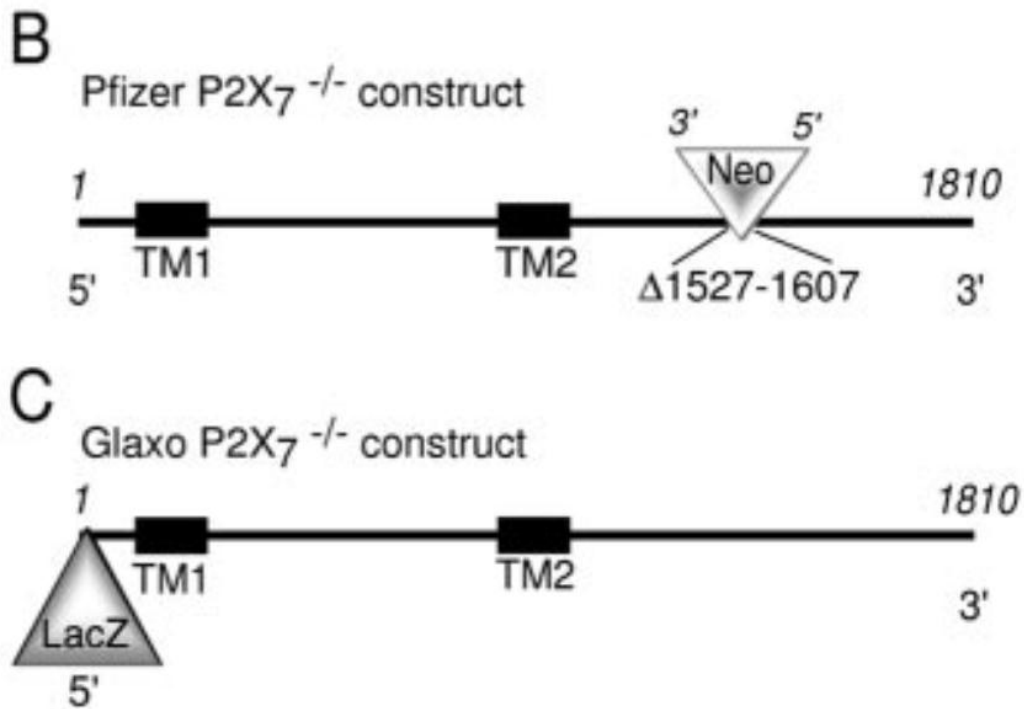 B
Pfizer P2X7 -/- construct
3' 5'
Neo
1 1810
TM1 TM2
Δ1527-1607
5' 3'
C
Glaxo P2X7 -/- construct
1 1810
TM1 TM2
3'
LacZ
5'